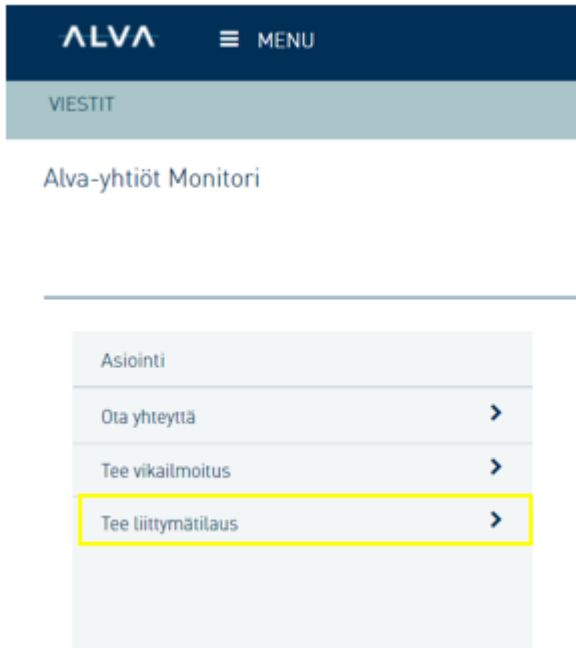 ALVA MENU
VIESTIT
Alva-yhtiöt Monitori
Asiointi
Ota yhteyttä
Tee vikailmoitus
Tee liittymätilaus